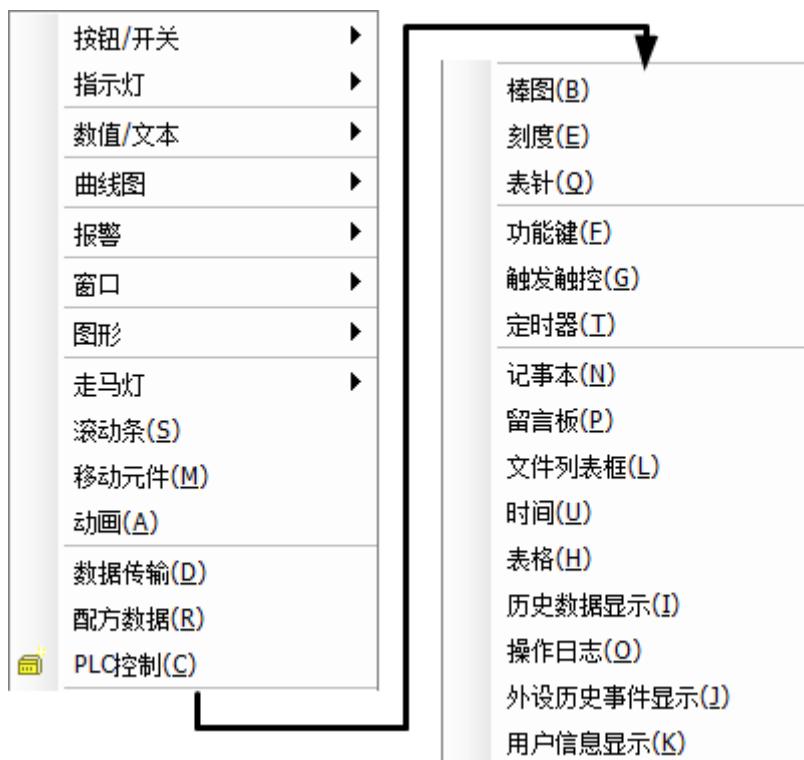 按钮/开关
指示灯
数值/文本
曲线图
报警
窗口
图形
走马灯
滚动条(S)
移动元件(M)
动画(A)
数据传输(D)
配方数据(R)
PLC控制(C)
棒图(B)
刻度(E)
表针(Q)
功能键(F)
触发触控(G)
定时器(T)
记事本(N)
留言板(P)
文件列表框(L)
时间(U)
表格(H)
历史数据显示(I)
操作日志(O)
外设历史事件显示(J)
用户信息显示(K)